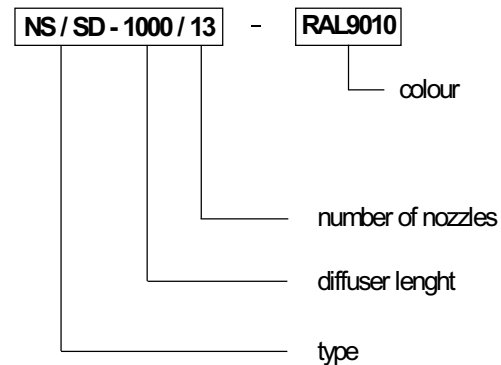 NS / SD - 1000 / 13 - RAL9010
colour
number of nozzles
diffuser lenght
type